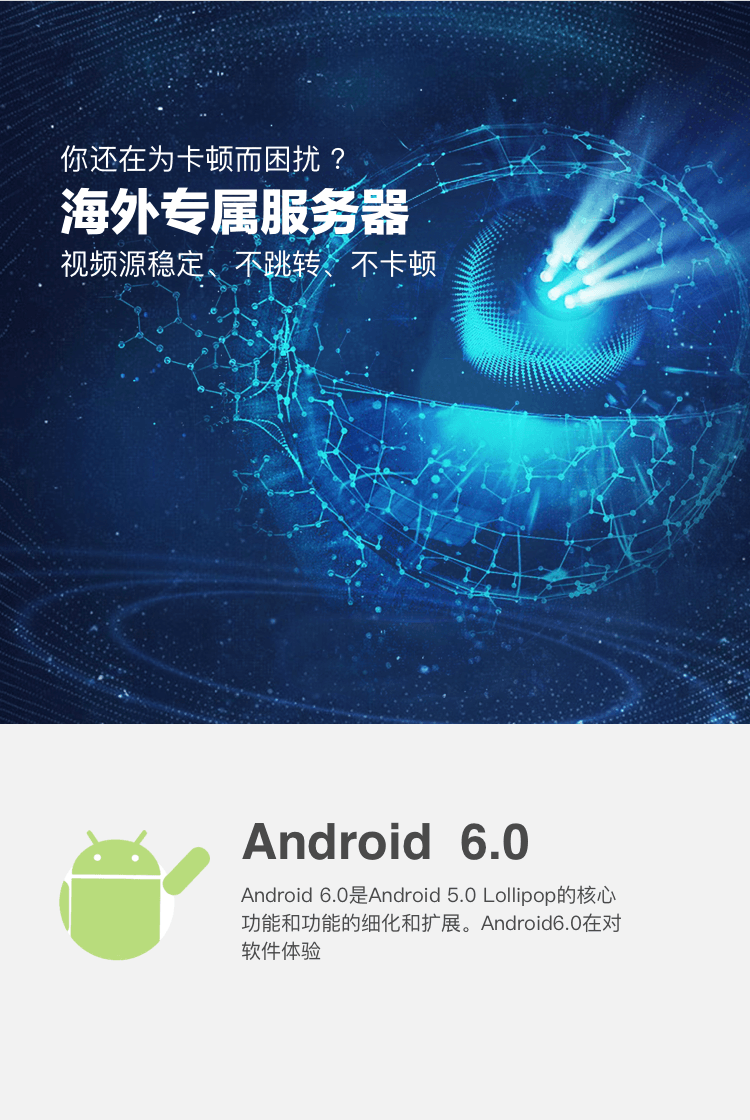 你还在为卡顿而困扰？
海外专属服务器
视频源稳定、不跳转、不卡顿
Android 6.0
Android 6.0是Android 5.0 Lollipop的核心
功能和功能的细化和扩展。Android6.0在对
软件体验